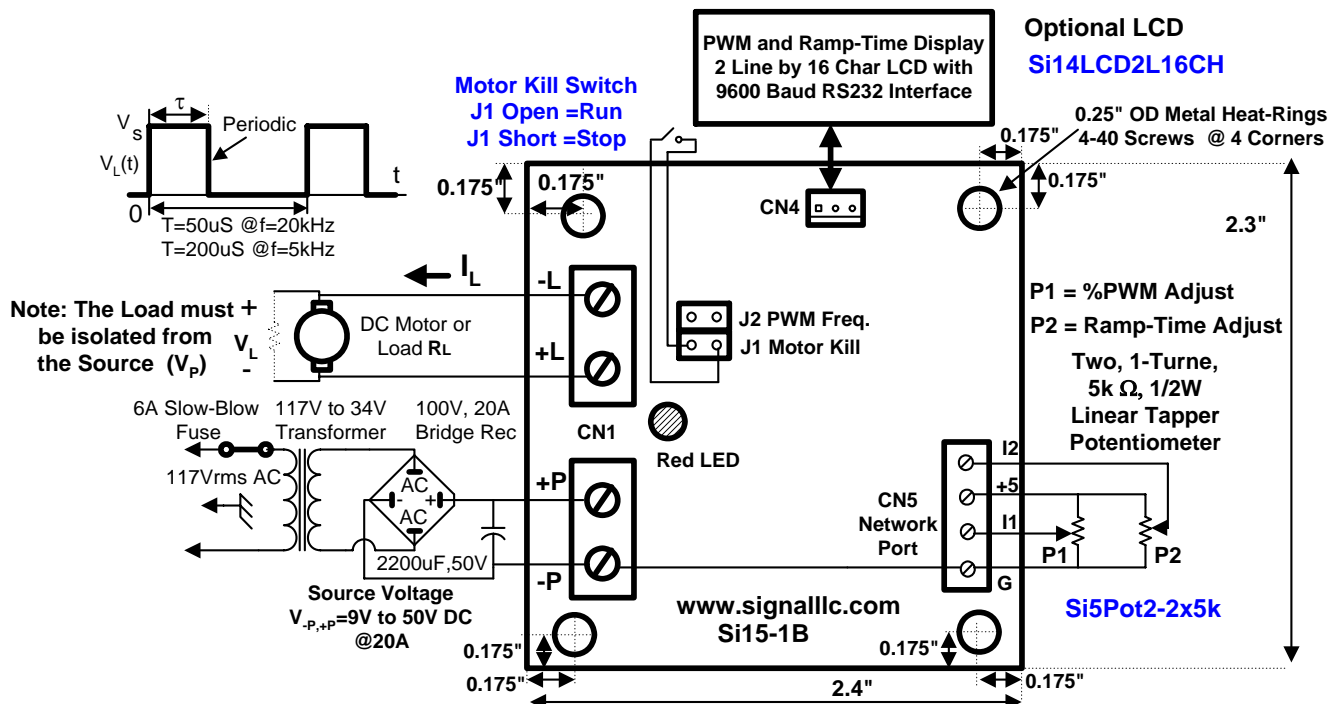 Optional LCD
Si14LCD2L16CH
PWM and Ramp-Time Display
2 Line by 16 Char LCD with
9600 Baud RS232 Interface
Motor Kill Switch
J1 Open =Run
J1 Short =Stop
0.25" OD Metal Heat-Rings
4-40 Screws @ 4 Corners
τ
Periodic
VS
VL(t)
t
0
T=50uS @f=20kHz
T=200uS @f=5kHz
0.175"
0.175"
0.175"
0.175"
CN4
2.3"
IL
-L
+L
Note: The Load must
be isolated from
the Source (VP)
+
VL
-
DC Motor or
Load RL
J2 PWM Freq.
J1 Motor Kill
P1 = %PWM Adjust
P2 = Ramp-Time Adjust
Two, 1-Turne,
5k Ω, 1/2W
Linear Tapper
Potentiometer
6A Slow-Blow
Fuse
117V to 34V
Transformer
100V, 20A
Bridge Rec
CN1
Red LED
117Vrms AC
AC
- +
AC
2200uF,50V
+P
-P
Source Voltage
V-P,+P=9V to 50V DC
@20A
CN5
Network
Port
I2
+5
I1
G
P1
P2
www.signalllc.com
Si15-1B
Si5Pot2-2x5k
0.175"
0.175"
0.175"
0.175"
2.4"